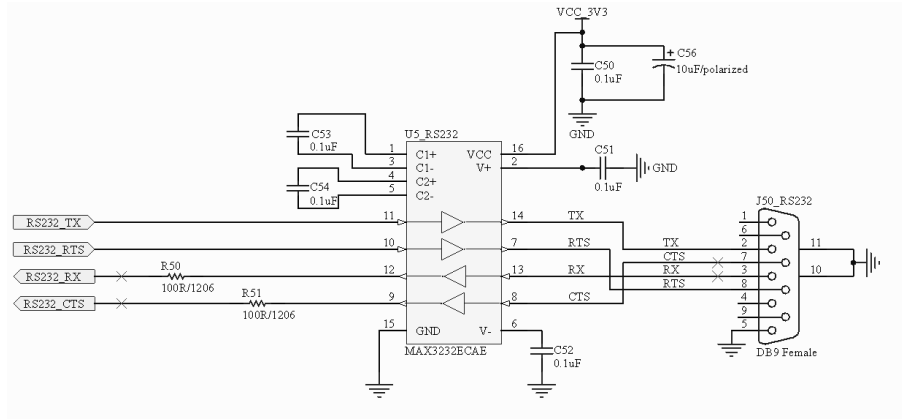 VCC_3V3
C50
0.1uF
+ C56
10uF/polarized
GND
C53
0.1uF
C54
0.1uF
U5_RS232
1 C1+ VCC 16
3 C1- V+ 2
4 C2+
5 C2-
C51
0.1uF
GND
J50_RS232
RS232_TX 11 14 TX
RS232_RTS 10 7 RTS
RS232_RX R50 12 13 RX
100R/1206
RS232_CTS R51 9 8 CTS
100R/1206
15 GND V- 6
MAX3232ECAE
C52
0.1uF
1
6
TX 2
CTS 7
RX 3
RTS 8
4
9
5
11
10
DB9 Female